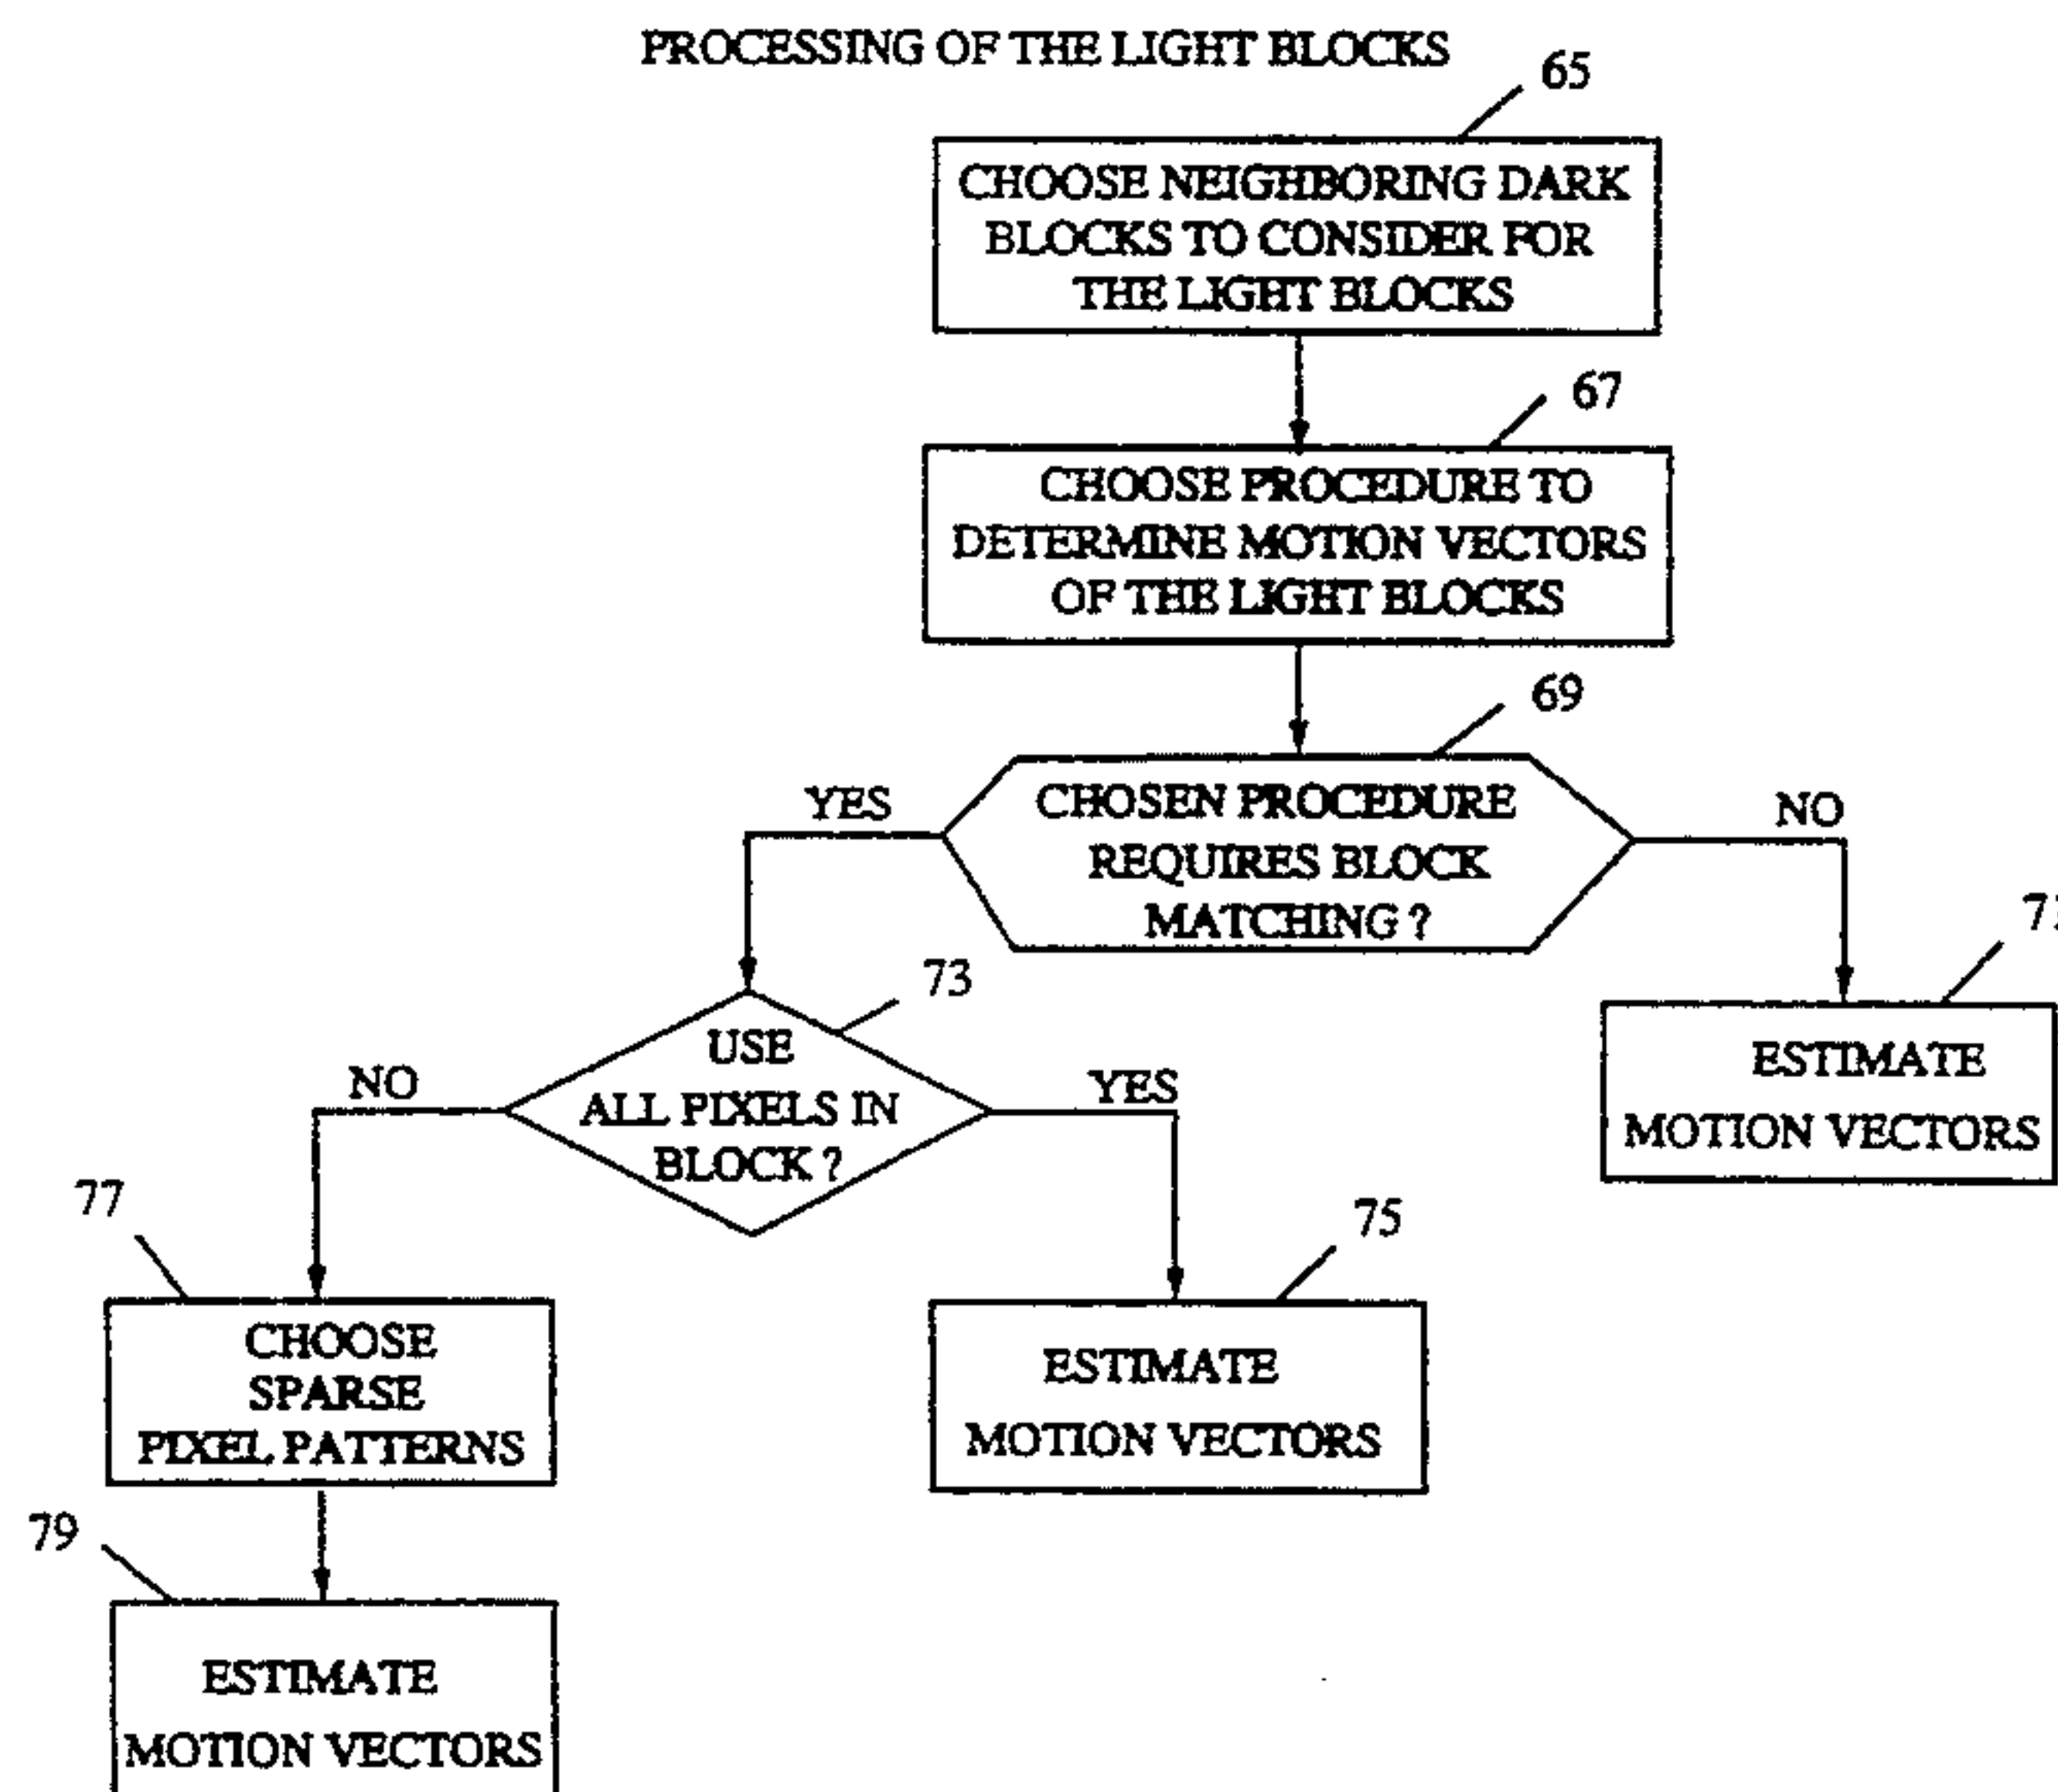 PROCESSING OF THE LIGHT BLOCKS
65
CHOOSE NEIGHBORING DARK
BLOCKS TO CONSIDER FOR
THE LIGHT BLOCKS
67
CHOOSE PROCEDURE TO
DETERMINE MOTION VECTORS
OF THE LIGHT BLOCKS
69
CHOSEN PROCEDURE
REQUIRES BLOCK
MATCHING ?
YES
NO
73
USE
ALL PIXELS IN
BLOCK ?
NO
YES
ESTIMATE
MOTION VECTORS
77
CHOOSE
SPARSE
PIXEL PATTERNS
75
ESTIMATE
MOTION VECTORS
79
ESTIMATE
MOTION VECTORS